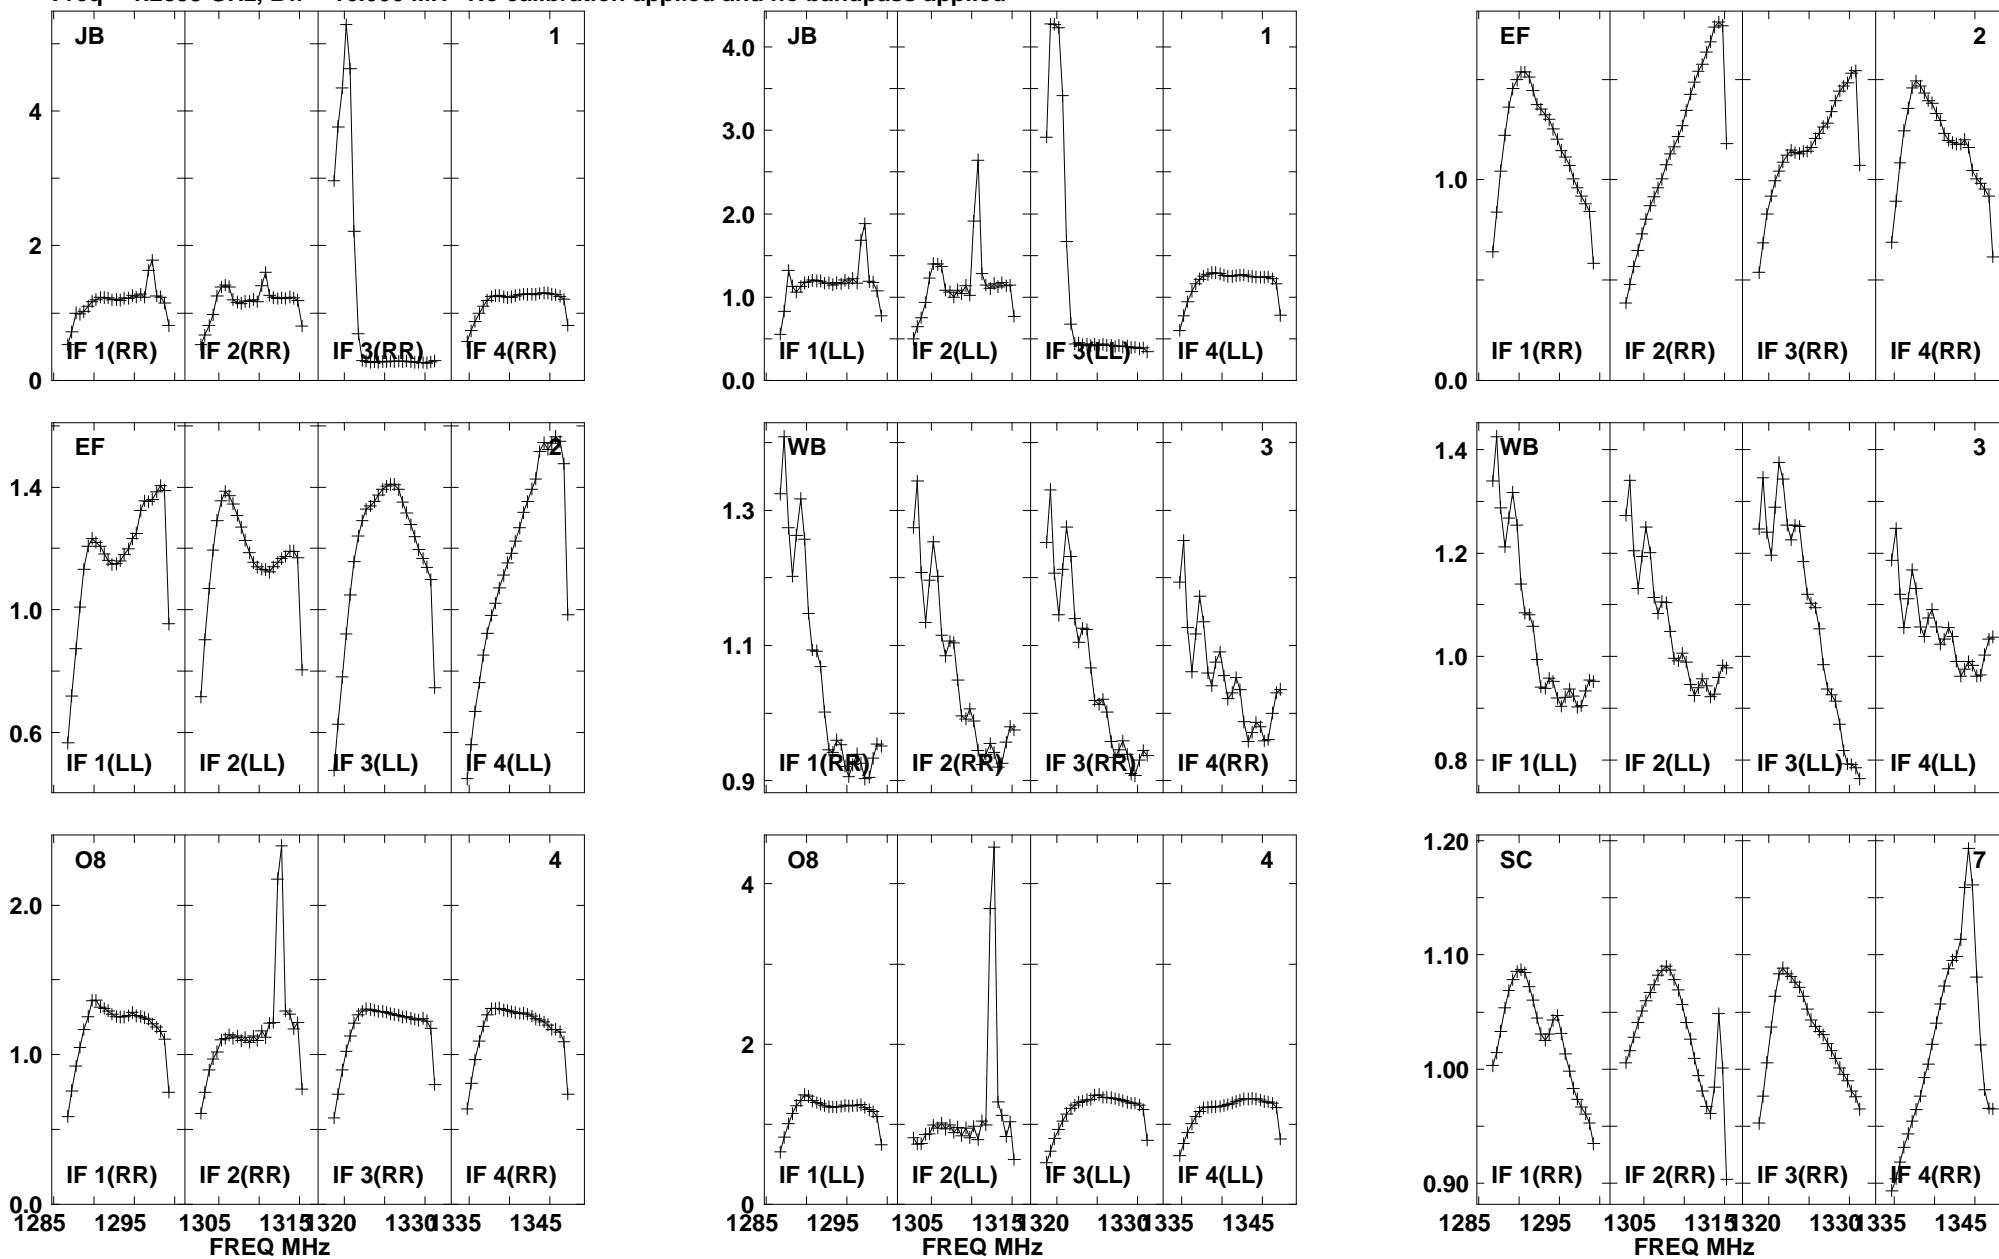 No calibration applied and no bandpass applied
JB 1
4
2
0
IF 1(RR) IF 2(RR) IF 3(RR) IF 4(RR)
JB 1
4.0
3.0
2.0
1.0
0.0
IF 1(LL) IF 2(LL) IF 3(LL) IF 4(LL)
EF 2
1.0
0.0
IF 1(RR) IF 2(RR) IF 3(RR) IF 4(RR)
EF 2
1.4
1.0
0.6
IF 1(LL) IF 2(LL) IF 3(LL) IF 4(LL)
WB 3
1.3
1.1
0.9
IF 1(RR) IF 2(RR) IF 3(RR) IF 4(RR)
WB 3
1.4
1.2
1.0
0.8
IF 1(LL) IF 2(LL) IF 3(LL) IF 4(LL)
O8 4
2.0
1.0
0.0
IF 1(RR) IF 2(RR) IF 3(RR) IF 4(RR)
1285 1295 1305 1315 1320 1330 1335 1345
FREQ MHz
O8 4
4
2
0
IF 1(LL) IF 2(LL) IF 3(LL) IF 4(LL)
1285 1295 1305 1315 1320 1330 1335 1345
FREQ MHz
SC 7
1.20
1.10
1.00
0.90
IF 1(RR) IF 2(RR) IF 3(RR) IF 4(RR)
1285 1295 1305 1315 1320 1330 1335 1345
FREQ MHz